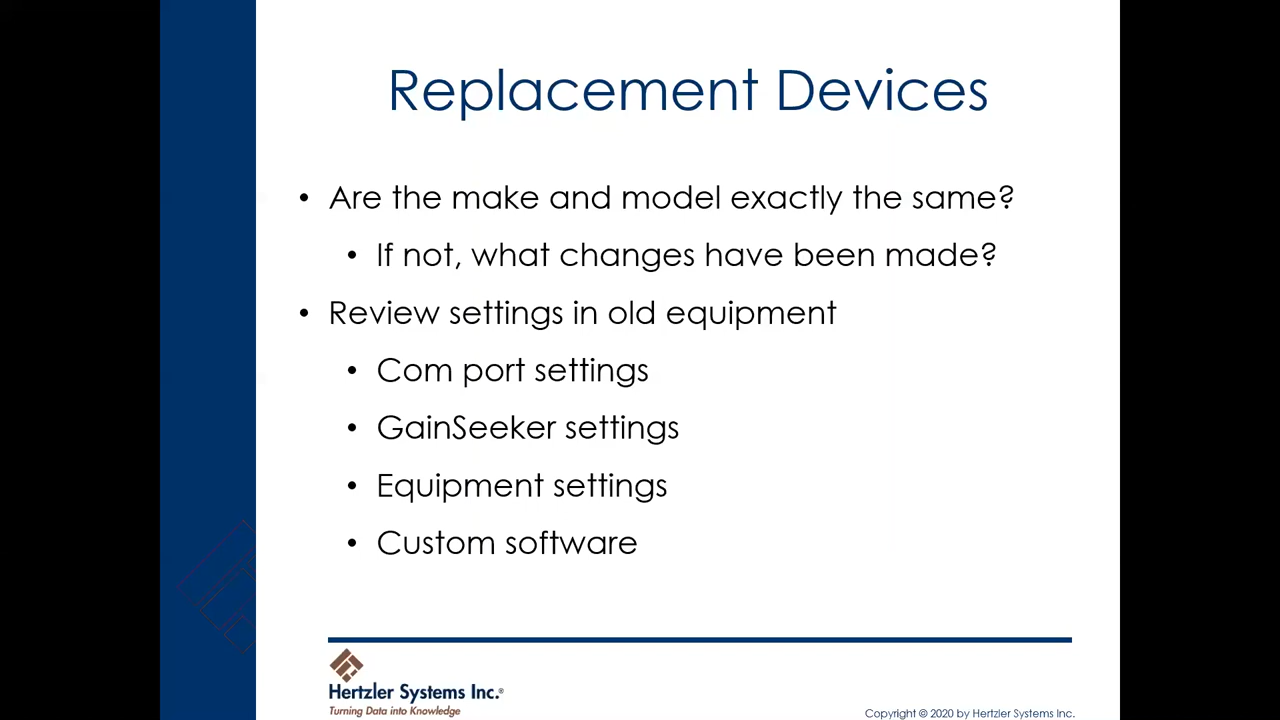 Replacement Devices
• Are the make and model exactly the same?
• If not, what changes have been made?
• Review settings in old equipment
• Com port settings
• GainSeeker settings
• Equipment settings
• Custom software
Hertzler Systems Inc.®
Turning Data into Knowledge
Copyright © 2020 by Hertzler Systems Inc.